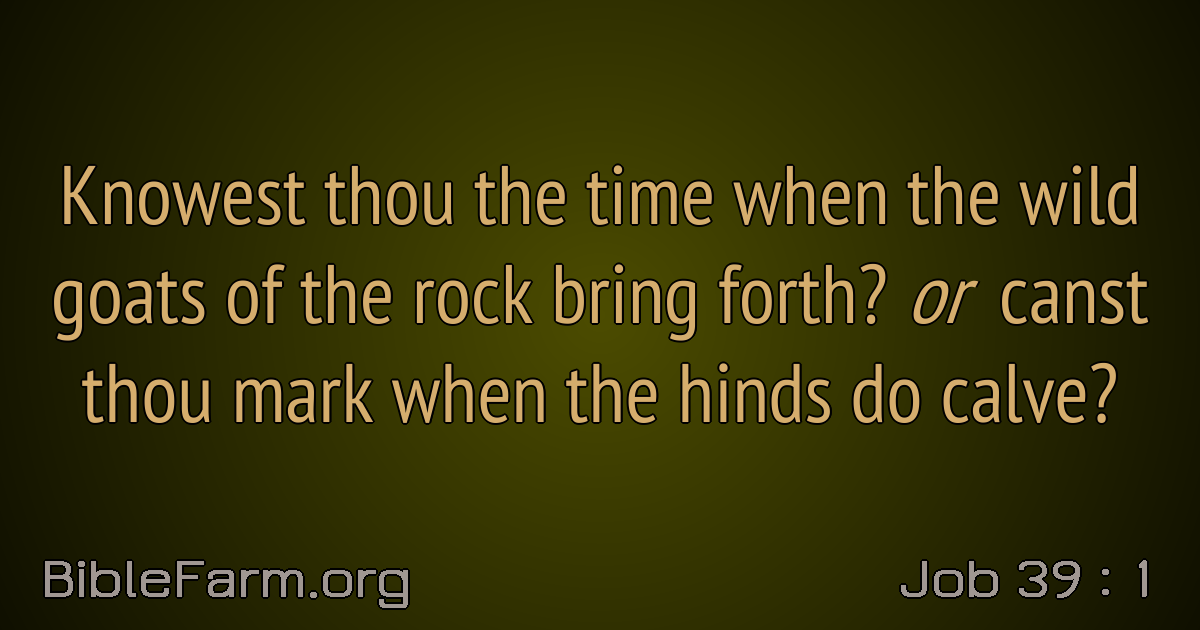 Knowest thou the time when the wild
goats of the rock bring forth? or canst
thou mark when the hinds do calve?
BibleFarm.org
Job 39 : 1